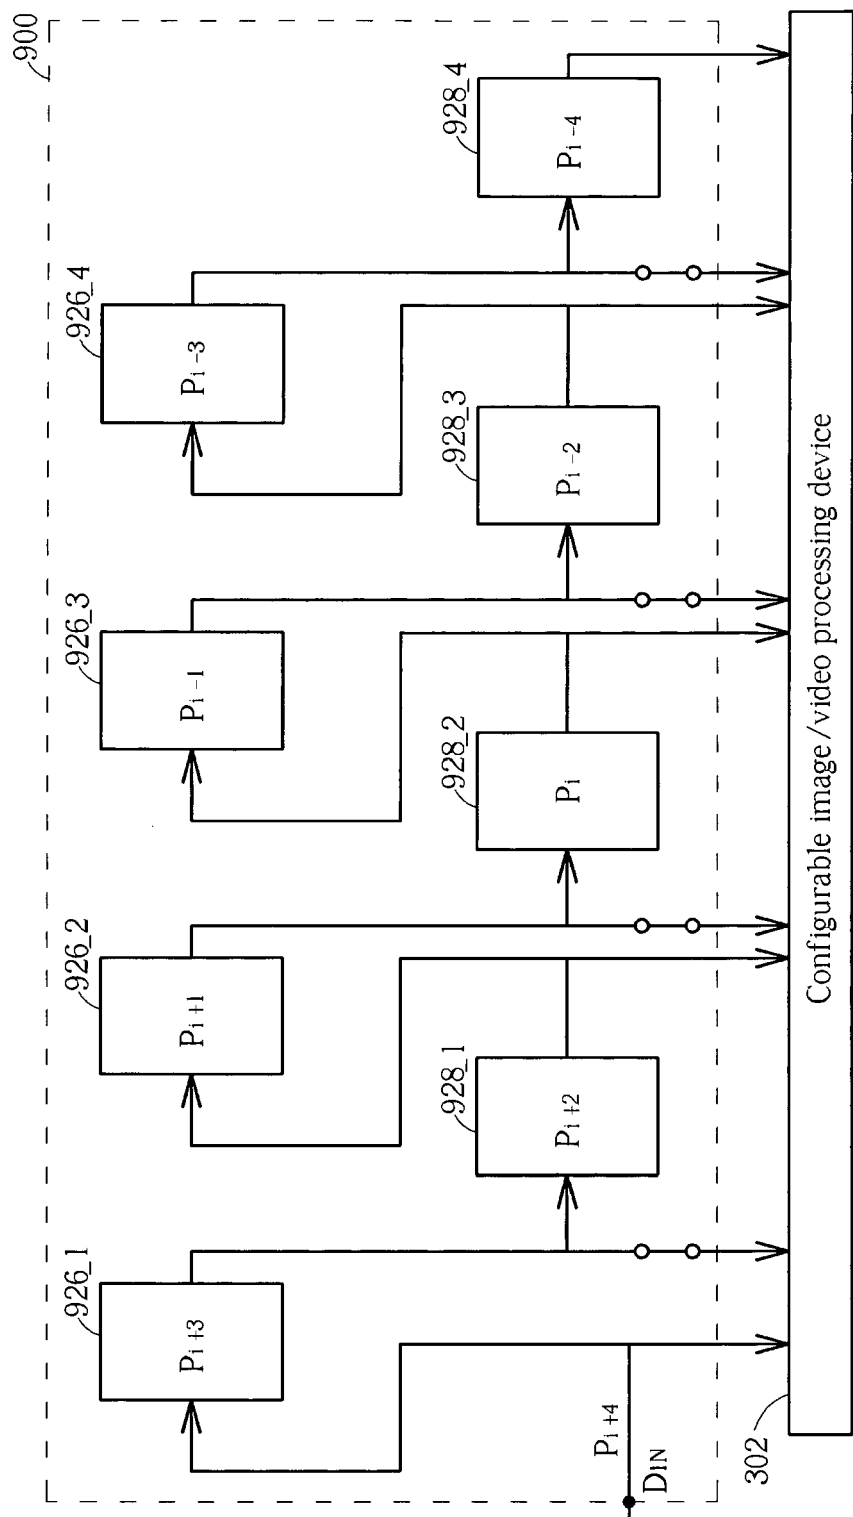 900
926_1
926_2
926_3
926_4
Pi+3
Pi+1
Pi-1
Pi-3
928_1
928_2
928_3
928_4
Pi+2
Pi
Pi-2
Pi-4
Pi+4
DIN
302
Configurable image/video processing device